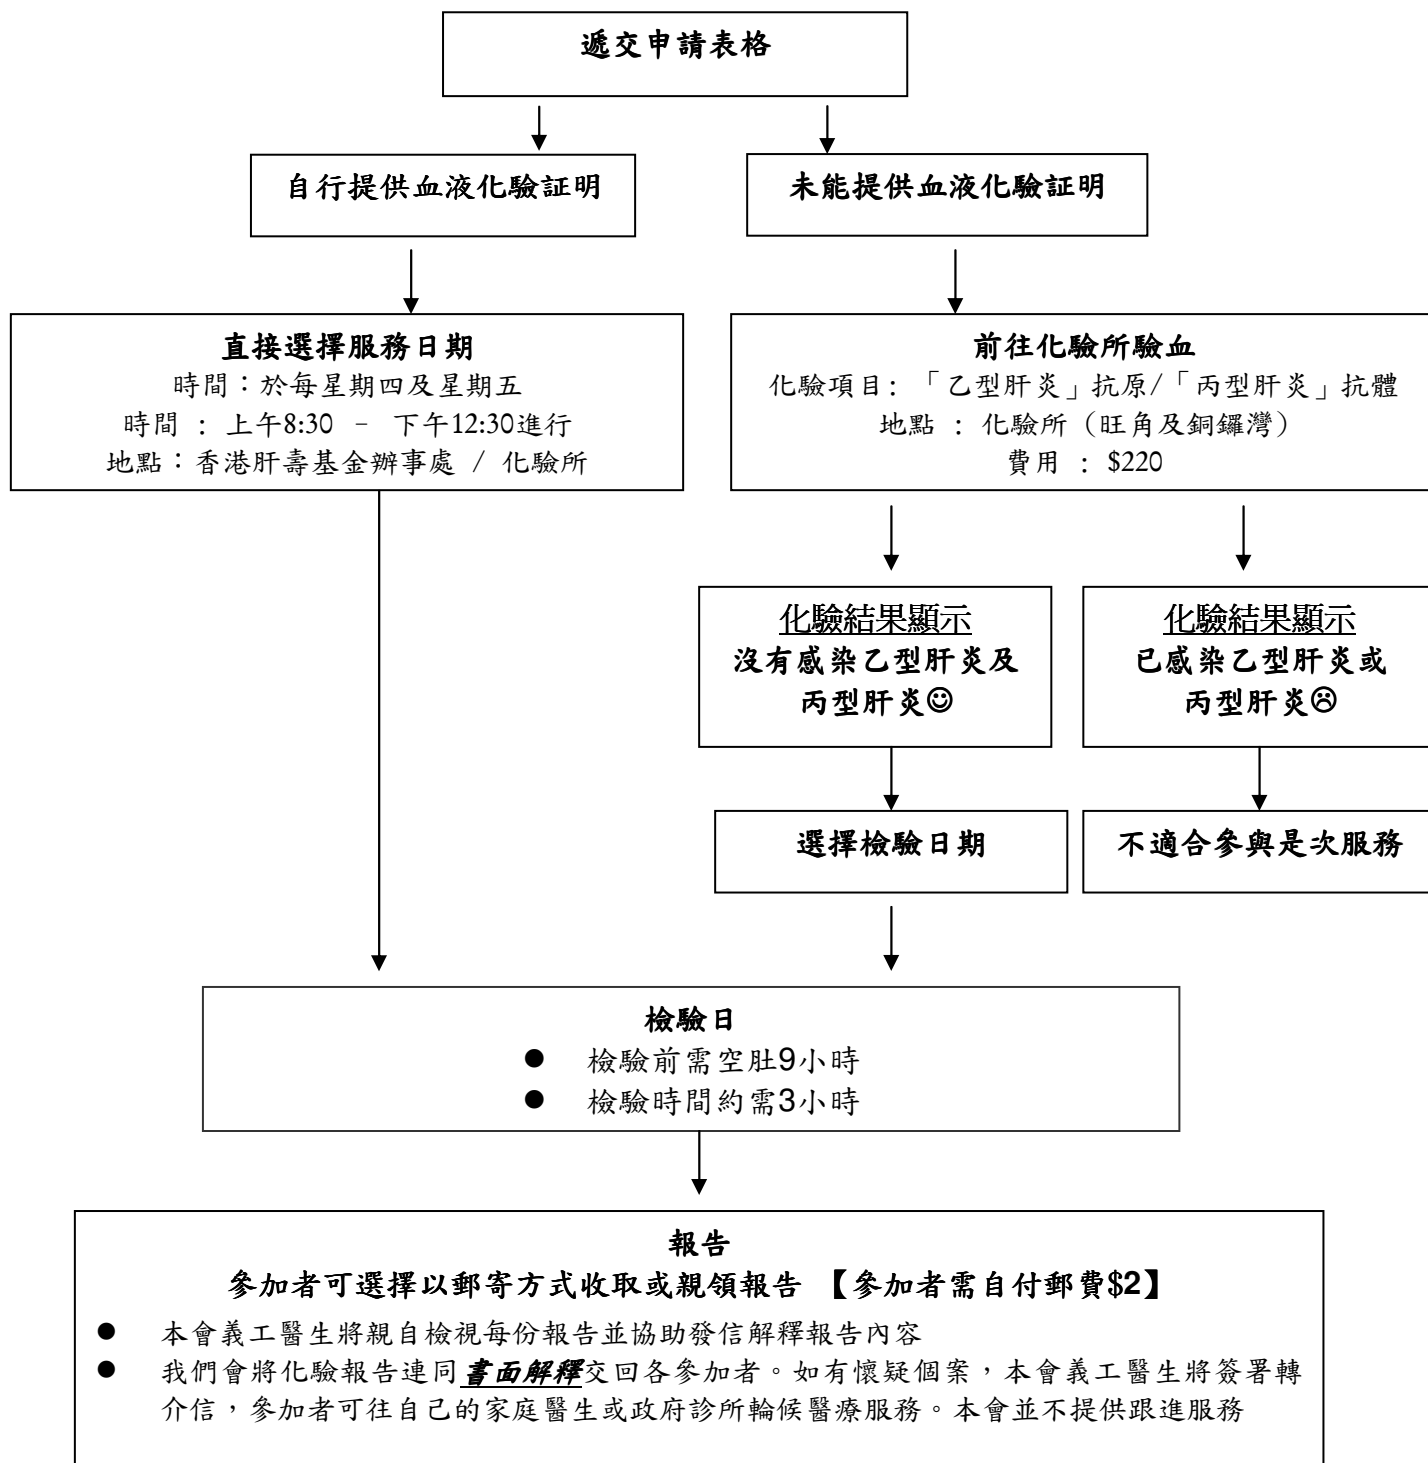 遞交申請表格
自行提供血液化驗証明
未能提供血液化驗証明
直接選擇服務日期
時間：於每星期四及星期五
時間 : 上午8:30 – 下午12:30進行
地點：香港肝壽基金辦事處 / 化驗所
前往化驗所驗血
化驗項目: 「乙型肝炎」抗原/「丙型肝炎」抗體
地點 : 化驗所（旺角及銅鑼灣）
費用 : $220
化驗結果顯示
沒有感染乙型肝炎及
丙型肝炎☺
化驗結果顯示
已感染乙型肝炎或
丙型肝炎☹
選擇檢驗日期
不適合參與是次服務
檢驗日
● 檢驗前需空肚9小時
● 檢驗時間約需3小時
報告
參加者可選擇以郵寄方式收取或親領報告 【參加者需自付郵費$2】
● 本會義工醫生將親自檢視每份報告並協助發信解釋報告內容
● 我們會將化驗報告連同書面解釋交回各參加者。如有懷疑個案，本會義工醫生將簽署轉
介信，參加者可往自己的家庭醫生或政府診所輪候醫療服務。本會並不提供跟進服務